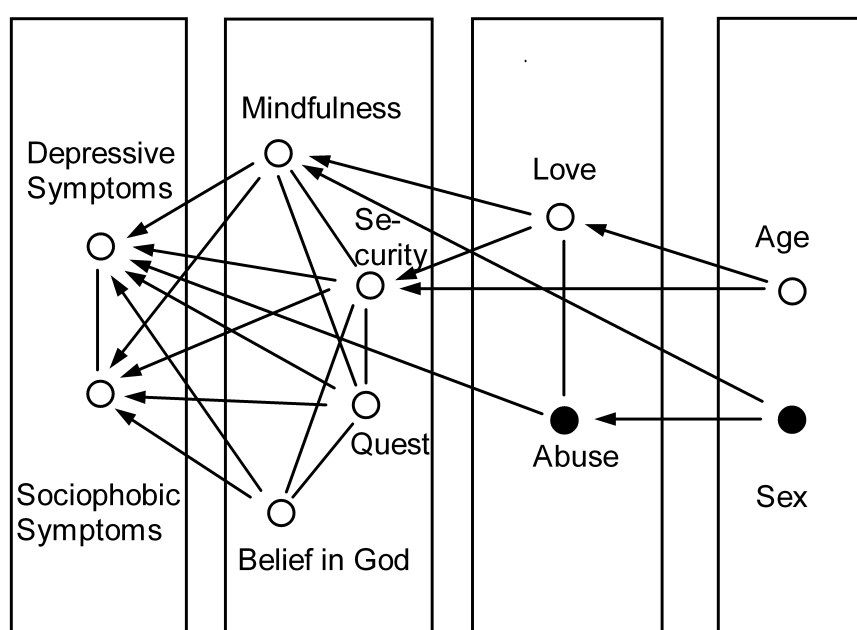 Mindfulness
Depressive
Symptoms
Love
Se-
curity
Age
Quest
Abuse
Sociophobic
Symptoms
Sex
Belief in God